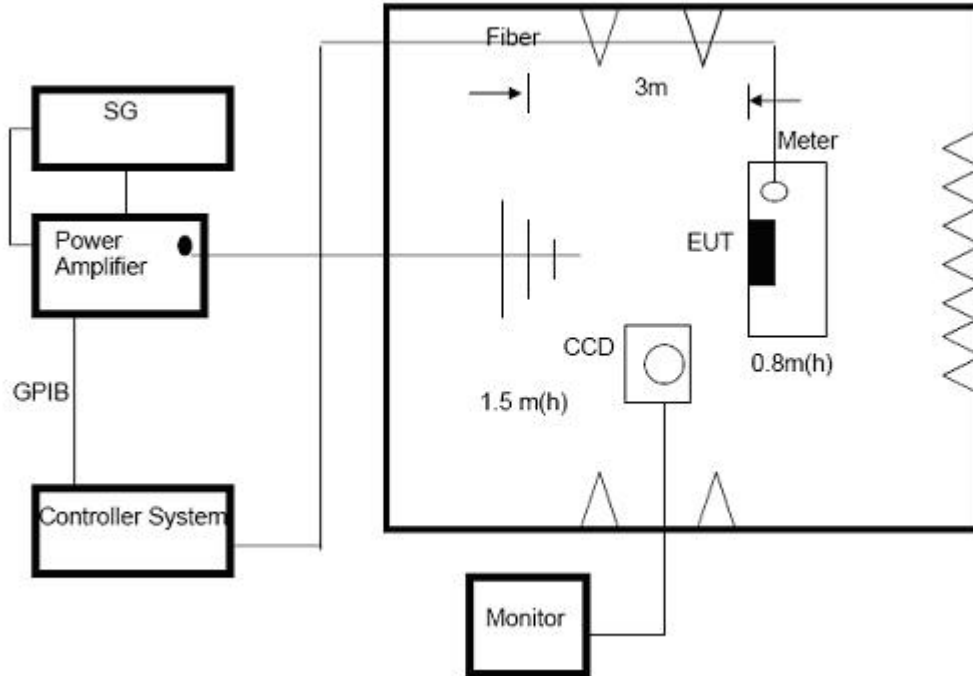 Fiber
3m
SG
Meter
Power
Amplifier
EUT
CCD
0.8m(h)
GPIB
1.5 m(h)
Controller System
Monitor